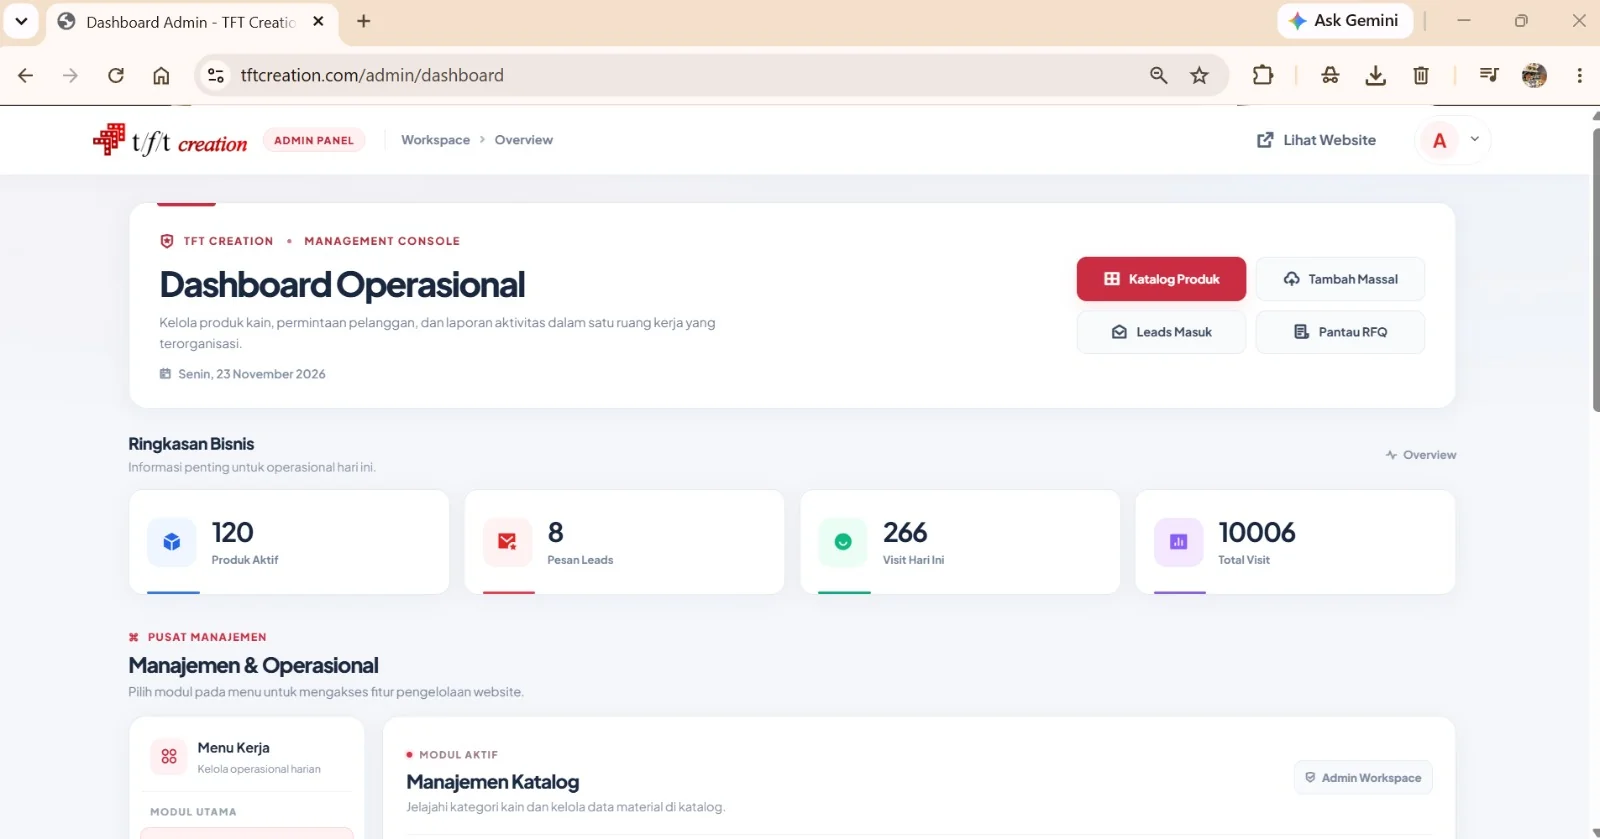 Dashboard Admin - TFT Creatio
Ask Gemini
tftcreation.com/admin/dashboard
t/f/t creation
ADMIN PANEL
Workspace > Overview
Lihat Website
A
TFT CREATION • MANAGEMENT CONSOLE
Dashboard Operasional
Kelola produk kain, permintaan pelanggan, dan laporan aktivitas dalam satu ruang kerja yang
terorganisasi.
Senin, 23 November 2026
Katalog Produk
Tambah Massal
Leads Masuk
Pantau RFQ
Ringkasan Bisnis
Informasi penting untuk operasional hari ini.
Overview
120
Produk Aktif
8
Pesan Leads
266
Visit Hari Ini
10006
Total Visit
PUSAT MANAJEMEN
Manajemen & Operasional
Pilih modul pada menu untuk mengakses fitur pengelolaan website.
Menu Kerja
Kelola operasional harian
MODUL UTAMA
MODUL AKTIF
Manajemen Katalog
Jelajahi kategori kain dan kelola data material di katalog.
Admin Workspace